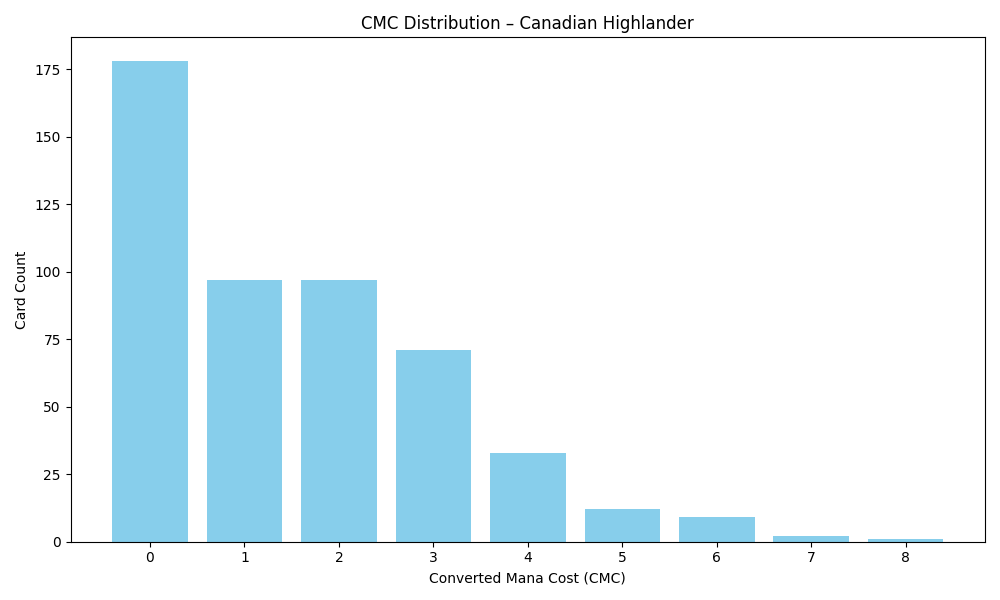 CMC Distribution – Canadian Highlander
Card Count
175
150
125
100
75
50
25
0
0 1 2 3 4 5 6 7 8
Converted Mana Cost (CMC)